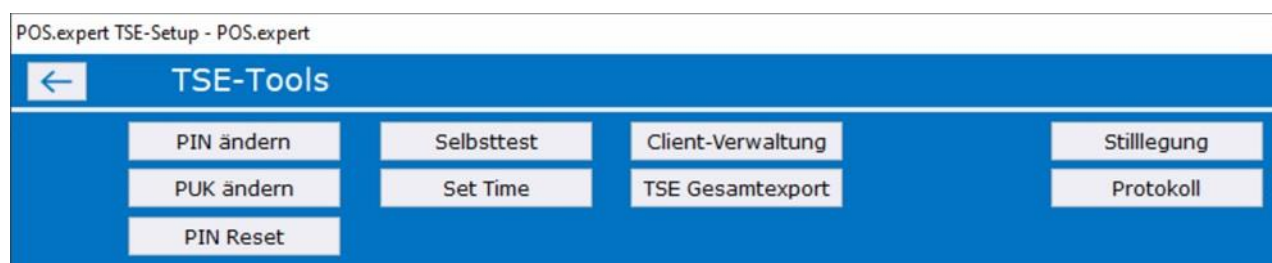 POS.expert TSE-Setup - POS.expert
TSE-Tools
PIN ändern Selbsttest Client-Verwaltung Stilllegung
PUK ändern Set Time TSE Gesamtexport Protokoll
PIN Reset